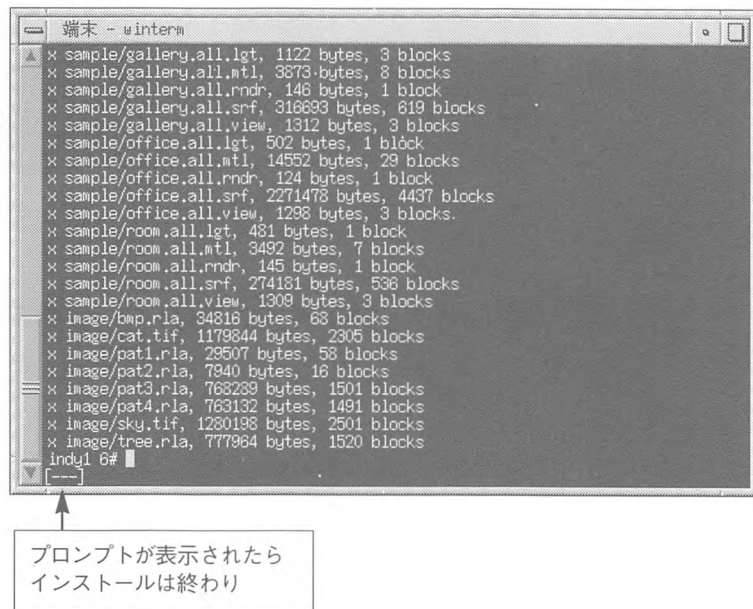 端末 - winterm
x sample/gallery.all.lgt, 1122 bytes, 3 blocks
x sample/gallery.all.mtl, 3873 bytes, 8 blocks
x sample/gallery.all.rndr, 146 bytes, 1 block
x sample/gallery.all.srf, 316693 bytes, 619 blocks
x sample/gallery.all.view, 1312 bytes, 3 blocks
x sample/office.all.lgt, 502 bytes, 1 block
x sample/office.all.mtl, 14552 bytes, 29 blocks
x sample/office.all.rndr, 124 bytes, 1 block
x sample/office.all.srf, 2271478 bytes, 4437 blocks
x sample/office.all.view, 1298 bytes, 3 blocks
x sample/room.all.lgt, 481 bytes, 1 block
x sample/room.all.mtl, 3492 bytes, 7 blocks
x sample/room.all.rndr, 145 bytes, 1 block
x sample/room.all.srf, 274181 bytes, 536 blocks
x sample/room.all.view, 1309 bytes, 3 blocks
x image/bmp.rla, 34816 bytes, 68 blocks
x image/cat.tif, 1179844 bytes, 2305 blocks
x image/pat1.rla, 29507 bytes, 58 blocks
x image/pat2.rla, 7940 bytes, 16 blocks
x image/pat3.rla, 768289 bytes, 1501 blocks
x image/pat4.rla, 763132 bytes, 1491 blocks
x image/sky.tif, 1280198 bytes, 2501 blocks
x image/tree.rla, 777964 bytes, 1520 blocks
indy1 6#
[---]
プロンプトが表示されたら
インストールは終わり